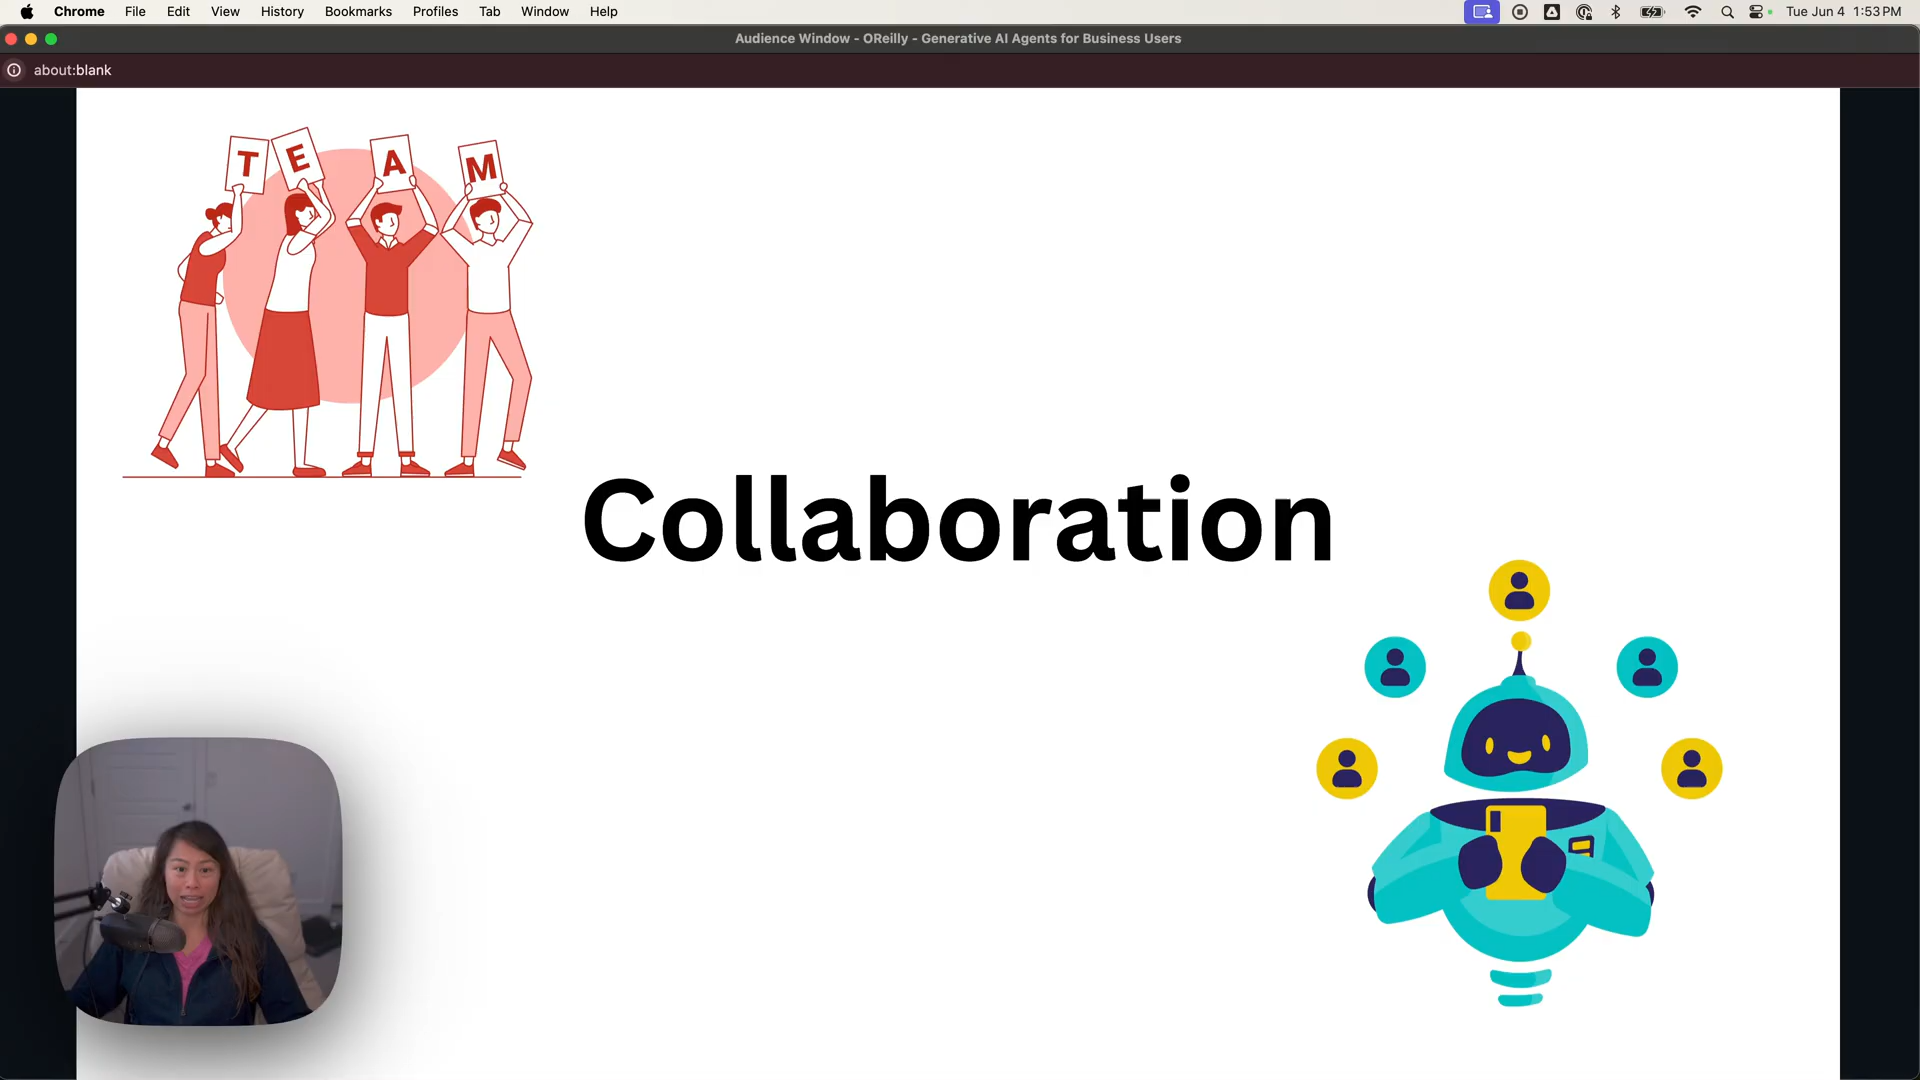 Chrome File Edit View History Bookmarks Profiles Tab Window Help Tue Jun 4 1:53 PM
Audience Window - OReilly - Generative AI Agents for Business Users
about:blank
T E A M
Collaboration